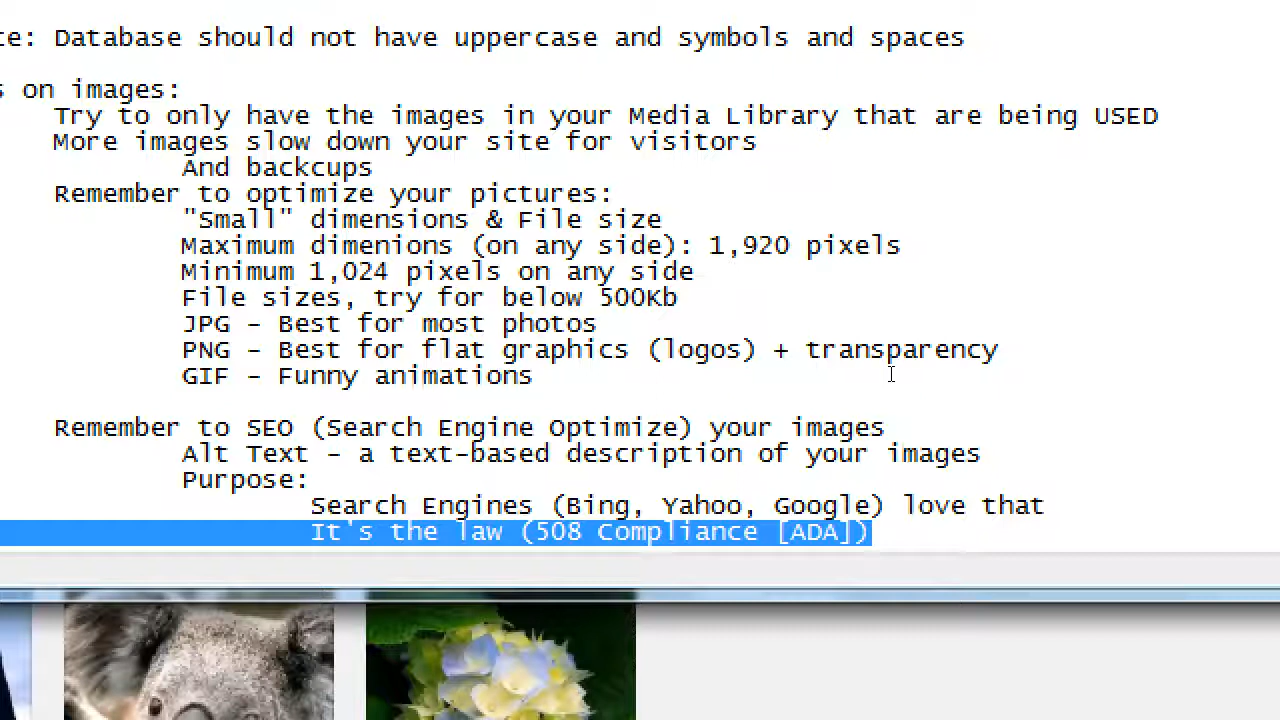 te: Database should not have uppercase and symbols and spaces
s on images:
Try to only have the images in your Media Library that are being USED
More images slow down your site for visitors
And backcups
Remember to optimize your pictures:
"Small" dimensions & File size
Maximum dimenions (on any side): 1,920 pixels
Minimum 1,024 pixels on any side
File sizes, try for below 500Kb
JPG - Best for most photos
PNG - Best for flat graphics (logos) + transparency
GIF - Funny animations
Remember to SEO (Search Engine Optimize) your images
Alt Text - a text-based description of your images
Purpose:
Search Engines (Bing, Yahoo, Google) love that
It's the law (508 Compliance [ADA])